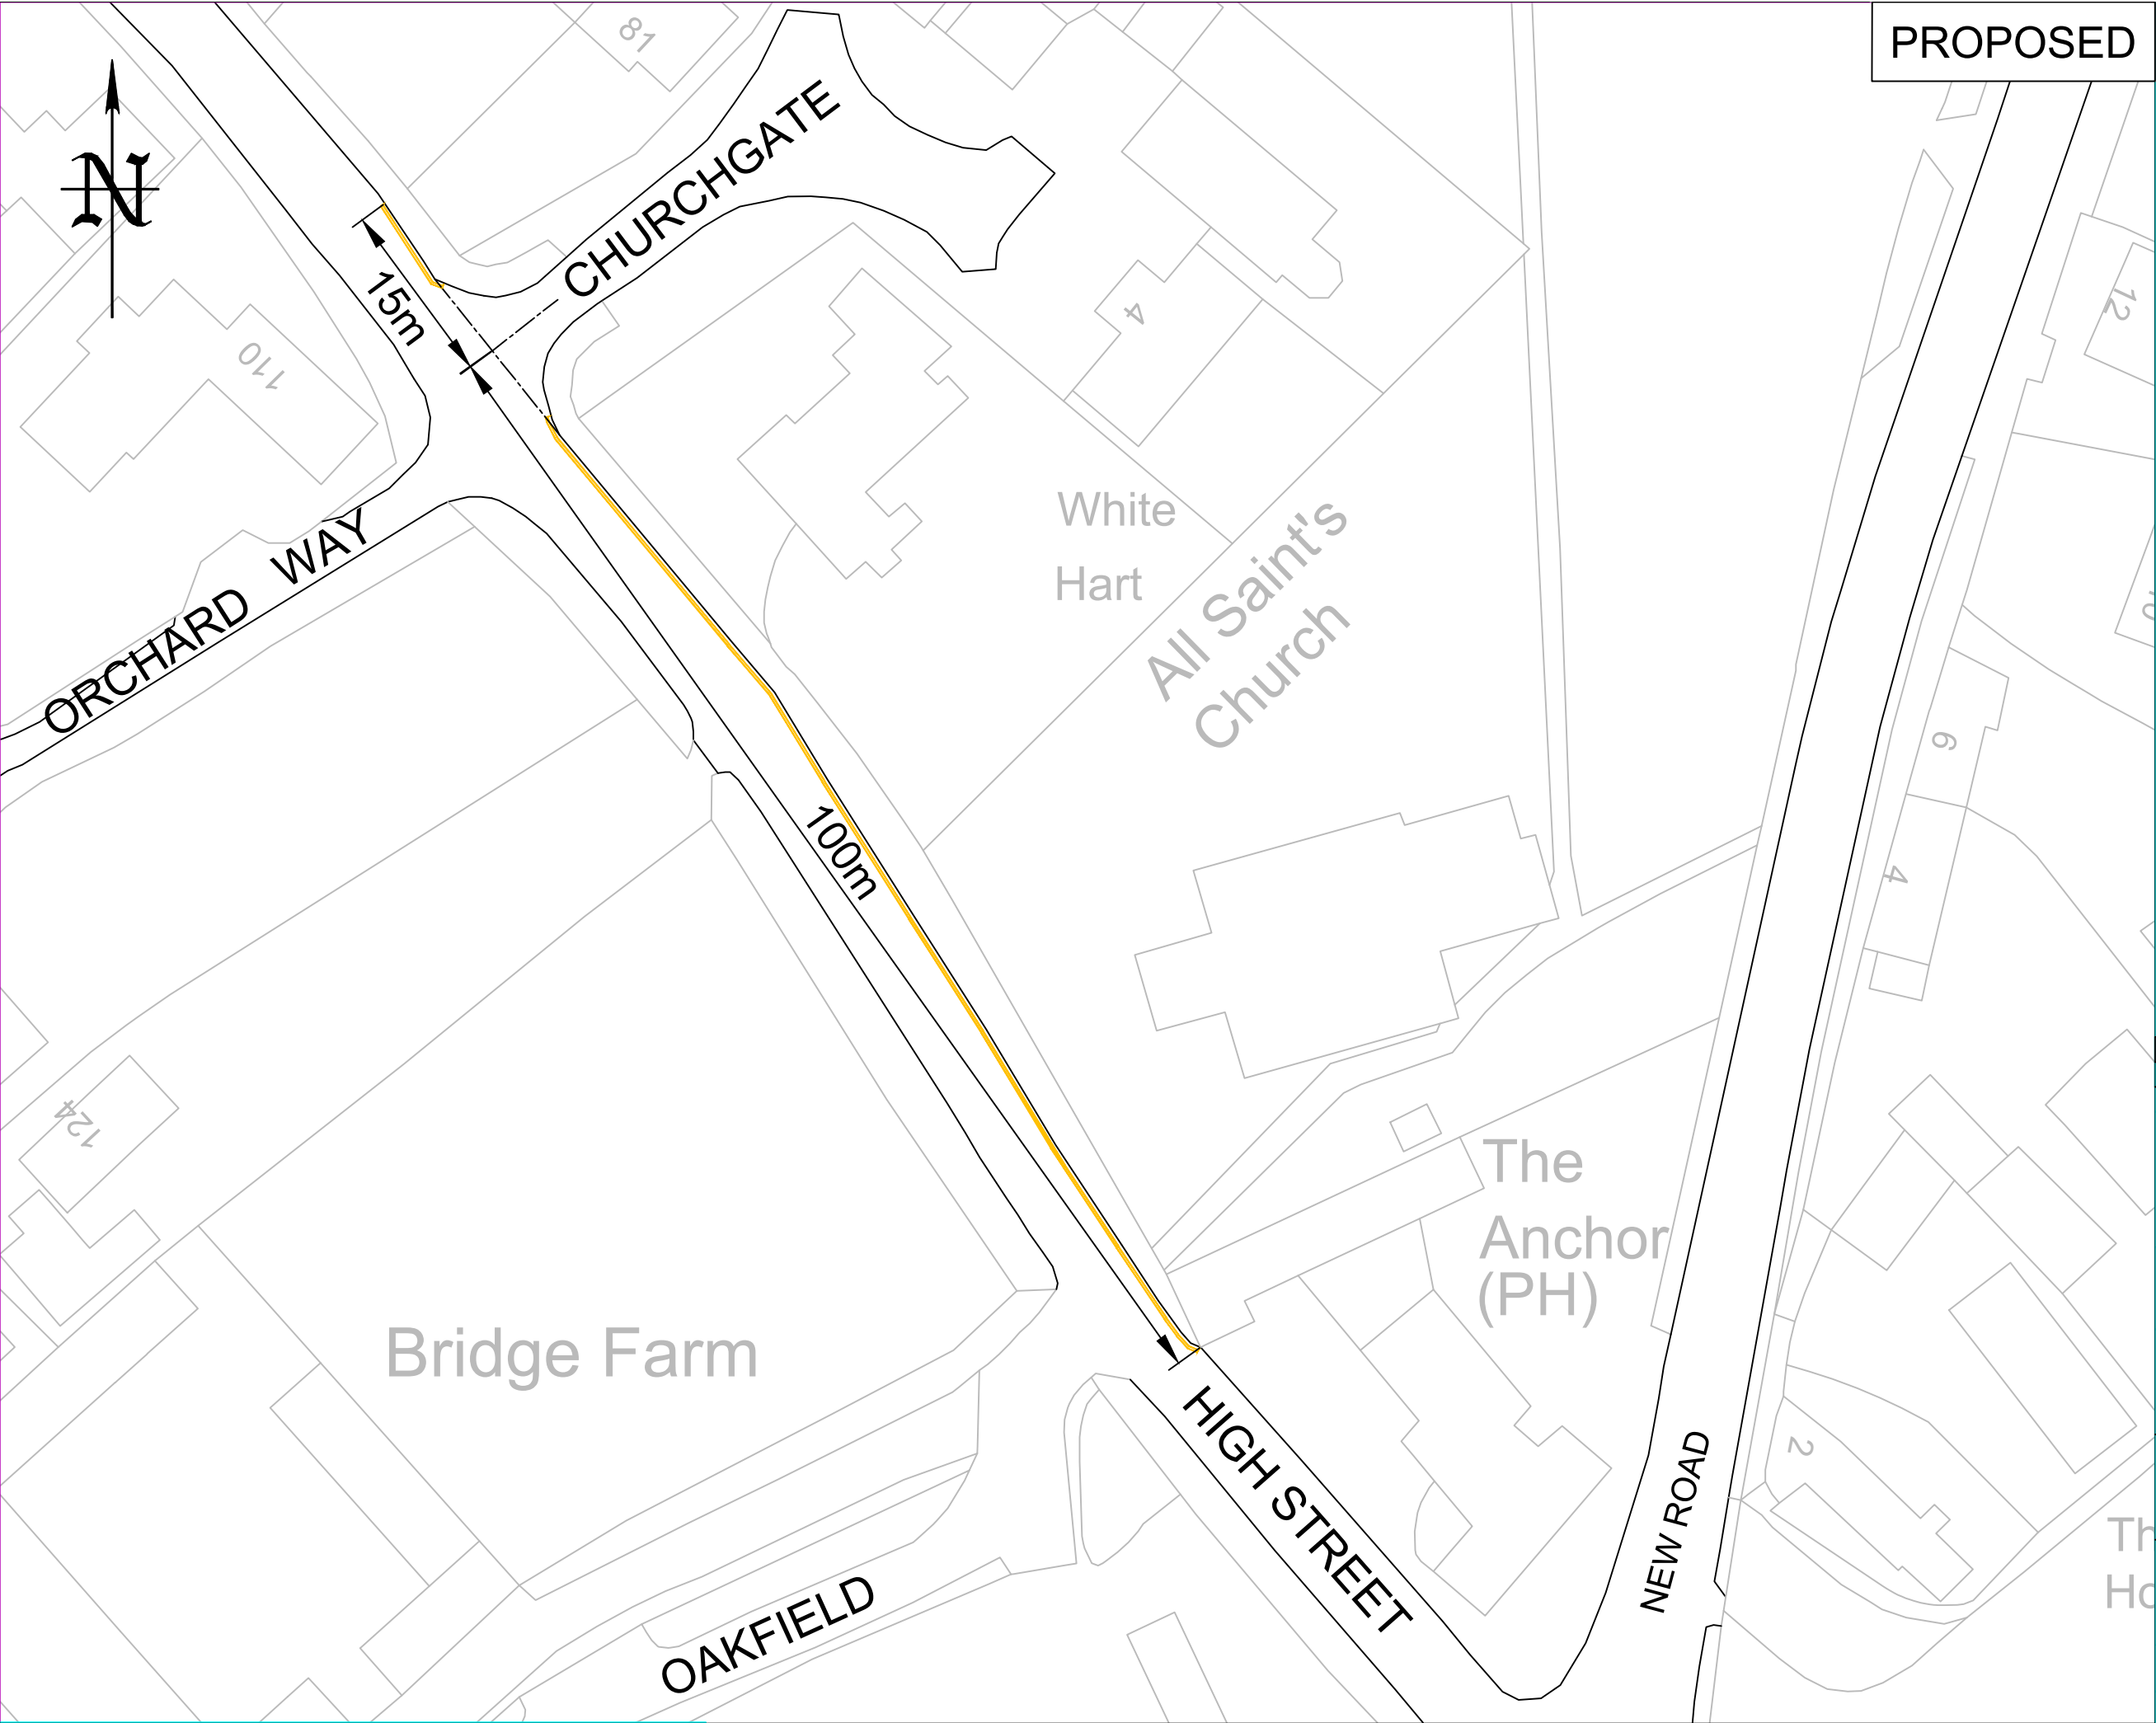 PROPOSED
81
CHURCHGATE
N
15m
110
4
12
White
Hart
All Saint's
Church
ORCHARD WAY
6
4
100m
124
The
Anchor
(PH)
Bridge Farm
HIGH STREET
NEW ROAD
2
OAKFIELD